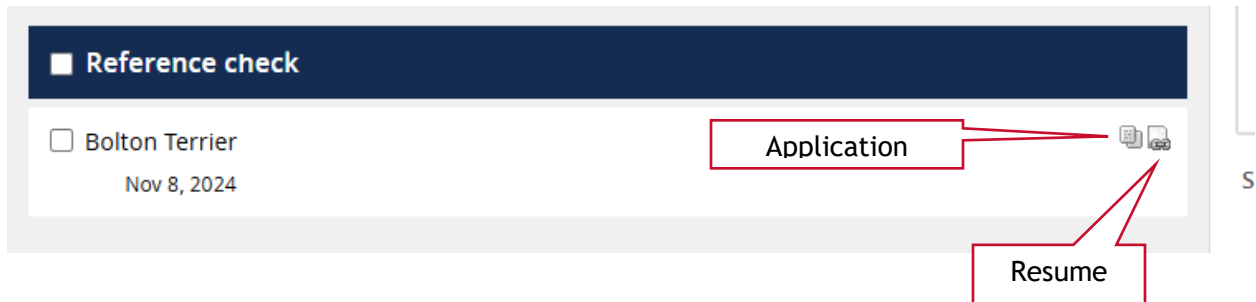 Reference check
Bolton Terrier
Application
Nov 8, 2024
S
Resume